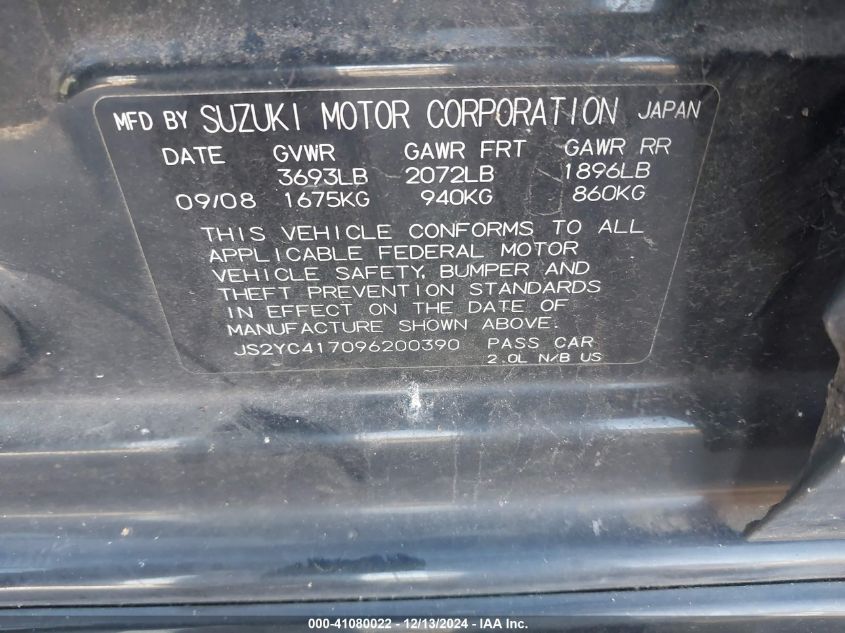 MFD BY SUZUKI MOTOR CORPORATION JAPAN
DATE GVWR GAWR FRT GAWR RR
3693LB 2072LB 1896LB
09/08 1675KG 940KG 860KG
THIS VEHICLE CONFORMS TO ALL
APPLICABLE FEDERAL MOTOR
VEHICLE SAFETY, BUMPER AND
THEFT PREVENTION STANDARDS
IN EFFECT ON THE DATE OF
MANUFACTURE SHOWN ABOVE.
JS2YC417096200390 PASS CAR
2.0L N/B US
000-41080022 - 12/13/2024 - IAA Inc.